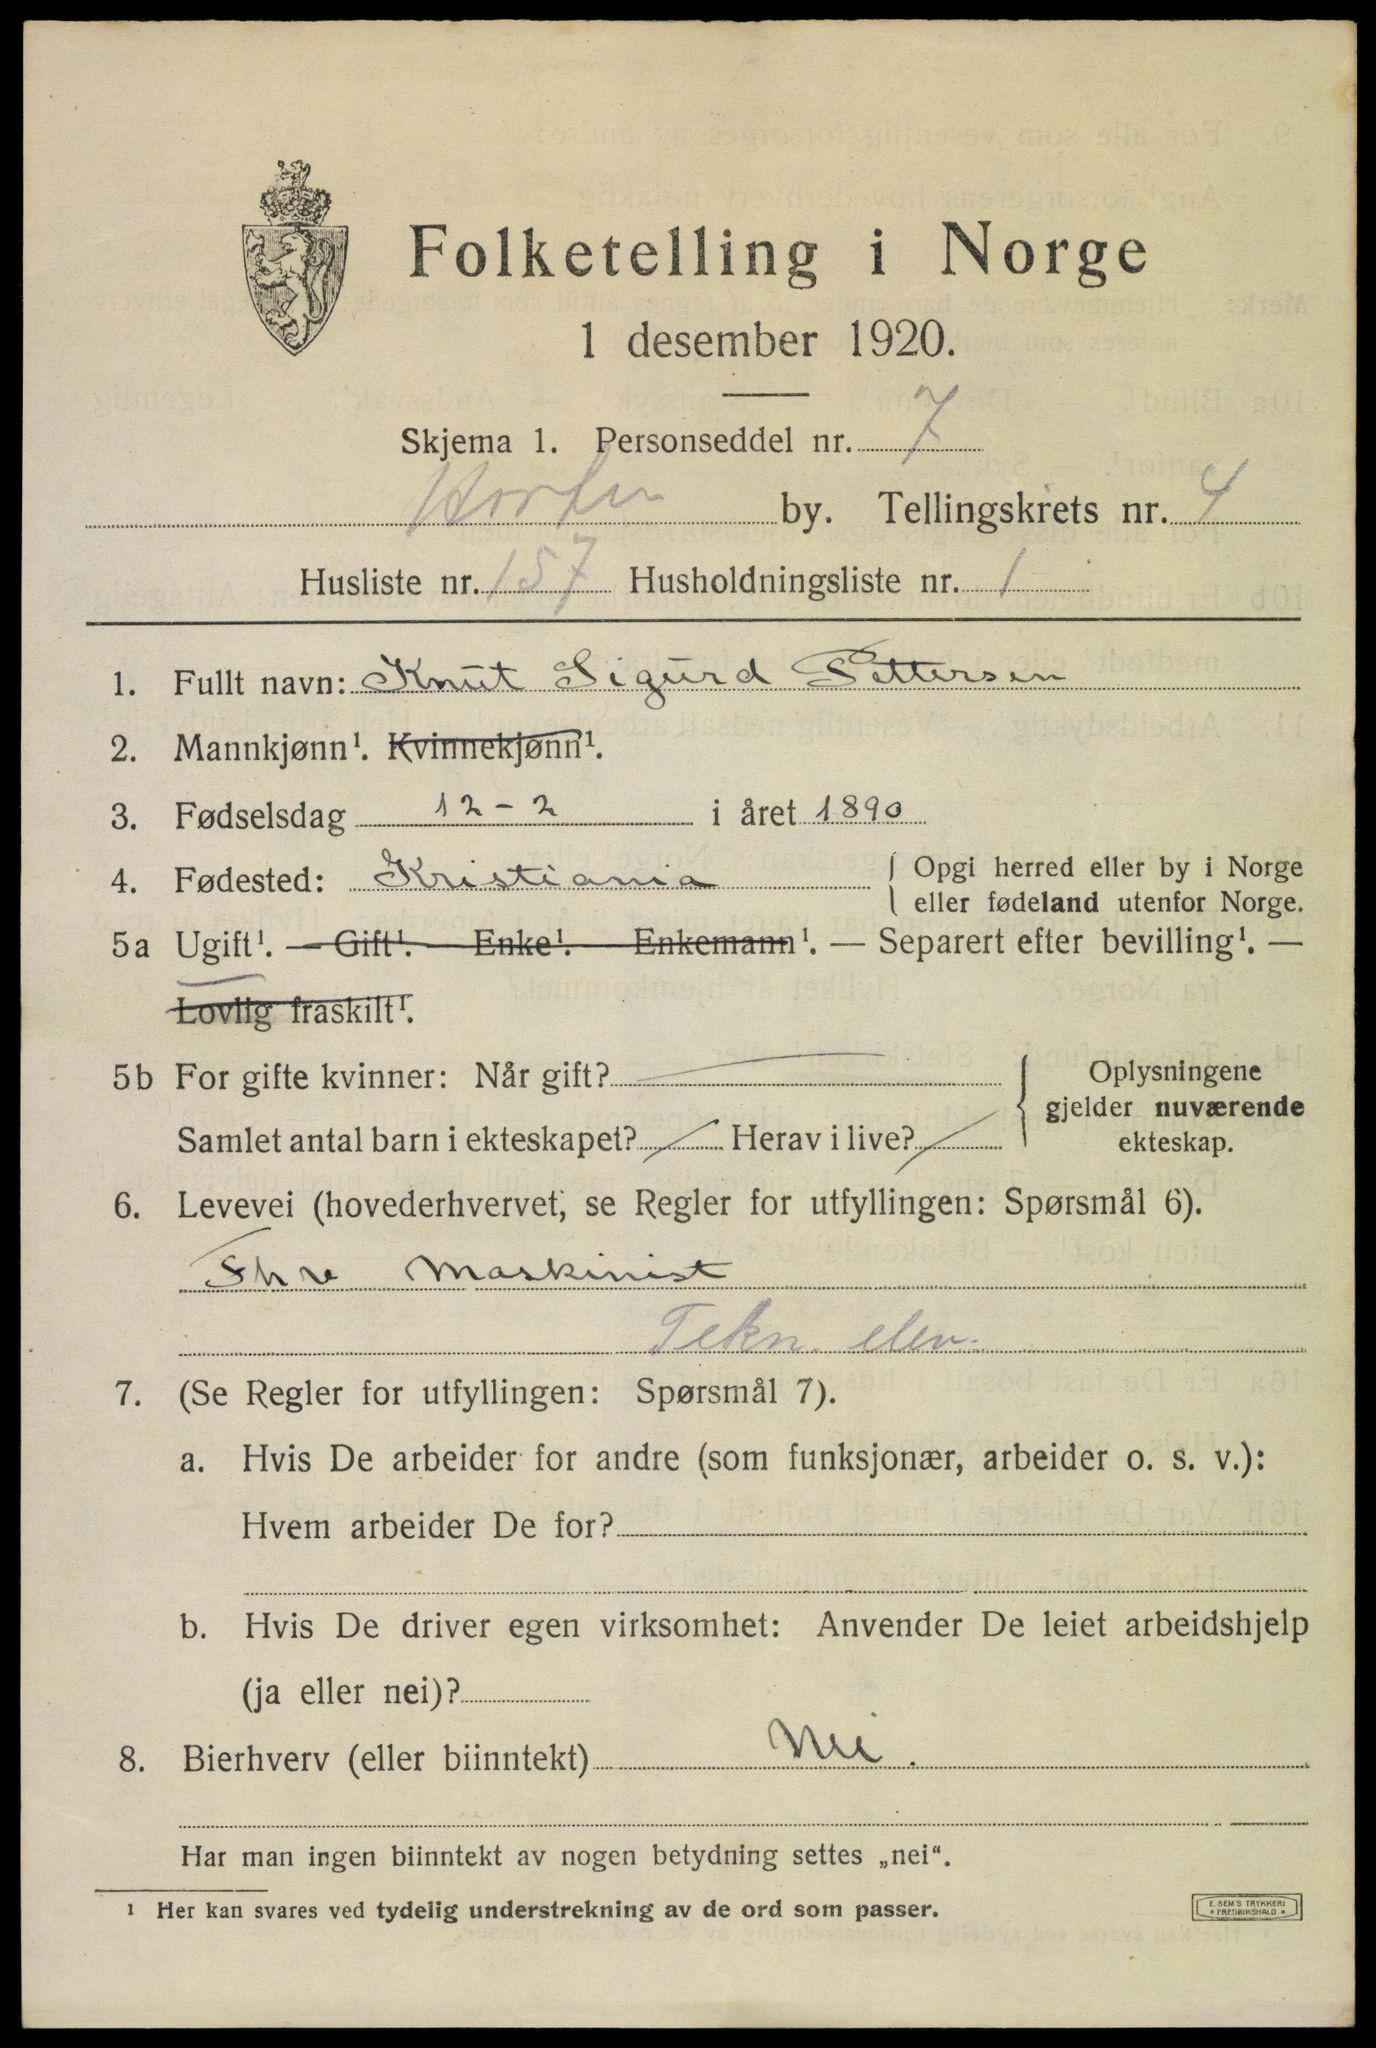 Folketelling i Norge
1 desember 1920.
Skjema 1. Personseddel nr. 7
Horten by. Tellingskrets nr. 4
Husliste nr. 157 Husholdningsliste nr. 1
1. Fullt navn: Knut Sigurd Pettersen
2. Mannkjønn¹. Kvinnekjønn¹.
3. Fødselsdag 12-2 i året 1890
4. Fødested: Kristiania { Opgi herred eller by i Norge
eller fødeland utenfor Norge.
5a Ugift¹. — Gift¹. — Enke¹. — Enkemann¹. — Separert efter bevilling¹. —
Lovlig fraskilt¹.
5b For gifte kvinner: Når gift?
Samlet antal barn i ekteskapet? Herav i live?
Oplysningene
gjelder nuværende
ekteskap.
6. Levevei (hovederhvervet, se Regler for utfyllingen: Spørsmål 6).
Fhv maskinist
Tekn. elev.
7. (Se Regler for utfyllingen: Spørsmål 7).
a. Hvis De arbeider for andre (som funksjonær, arbeider o. s. v.):
Hvem arbeider De for?
b. Hvis De driver egen virksomhet: Anvender De leiet arbeidshjelp
(ja eller nei)?
8. Bierhverv (eller biinntekt) Nei.
Har man ingen biinntekt av nogen betydning settes „nei“.
¹ Her kan svares ved tydelig understrekning av de ord som passer.
E. SEM'S TRYKKERI
* FREDRIKSHALD *